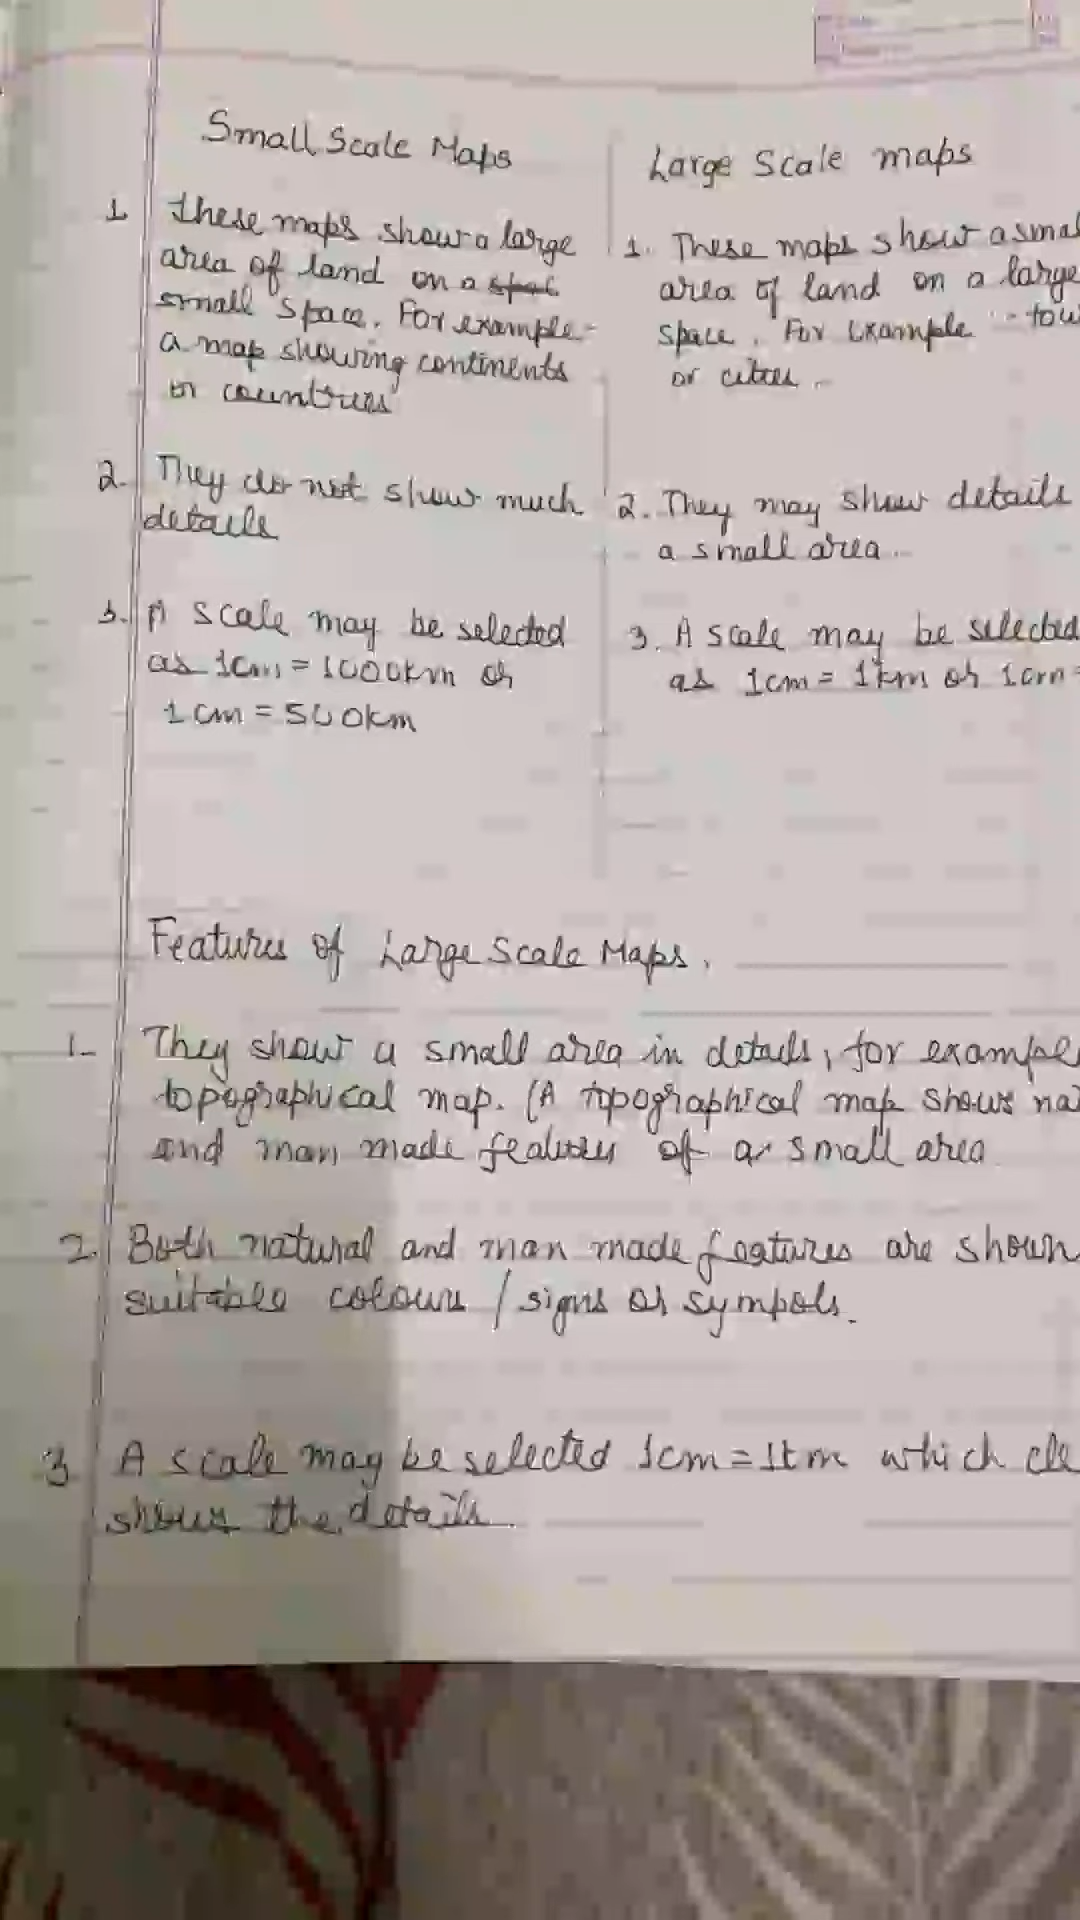 Small Scale Maps
1. These maps show a large
area of land on a
small space. For example-
a map showing continents
or countries
2. They do not show much
details
3. A scale may be selected
as 1cm = 1000km or
1cm = 500km
Large Scale maps
1. These maps show a
area of land on a large
space. For Example :-
or cities
2. They may show details
a small area
3. A scale may be selected
as 1cm = 1km or 1cm =
Features of Large Scale Maps.
1- They show a small area in details, for example
topographical map. (A topographical map shows
and man made features of a small area
2. Both natural and man made features are shown
suitable colours / signs or symbols.
3 A scale may be selected 1cm = 1km which
shows the details